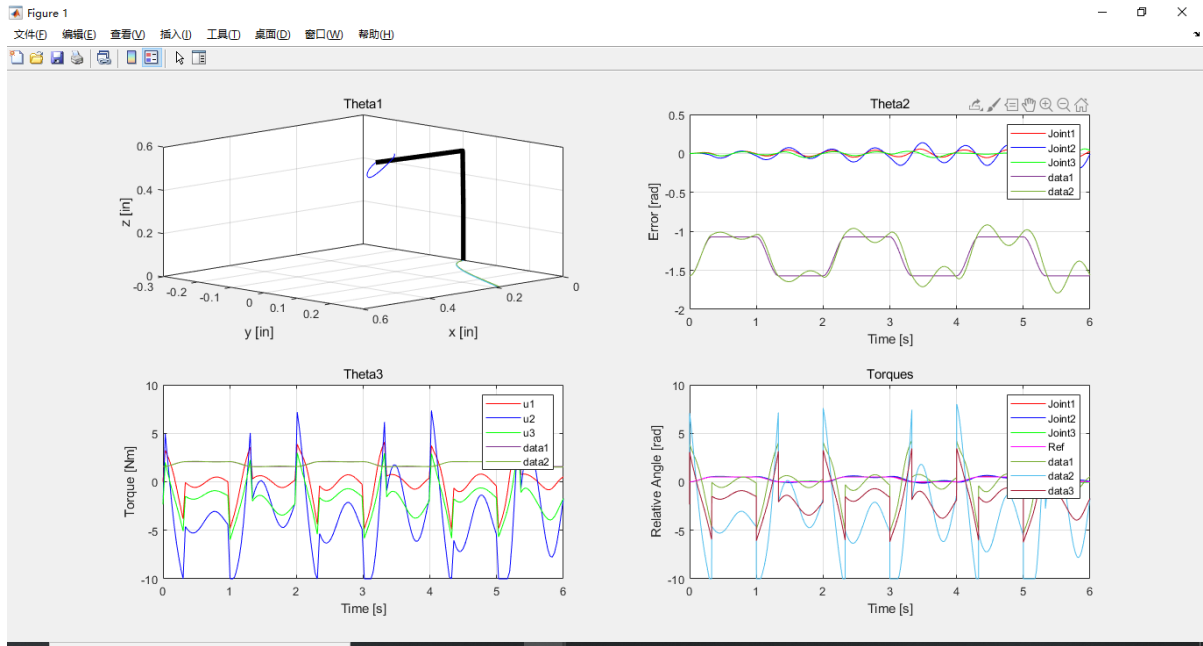 Figure 1
文件(F) 编辑(E) 查看(V) 插入(I) 工具(T) 桌面(D) 窗口(W) 帮助(H)
Theta1
z [in]
0.6
0.4
0.2
0
-0.3
-0.2
-0.1
0
0.1
0.2
y [in]
0.6
0.4
0.2
0
x [in]
Theta2
Error [rad]
0.5
0
-0.5
-1
-1.5
-2
0 1 2 3 4 5 6
Time [s]
Joint1
Joint2
Joint3
data1
data2
Theta3
Torque [Nm]
10
5
0
-5
-10
0 1 2 3 4 5 6
Time [s]
u1
u2
u3
data1
data2
Torques
Relative Angle [rad]
10
5
0
-5
-10
0 1 2 3 4 5 6
Time [s]
Joint1
Joint2
Joint3
Ref
data1
data2
data3